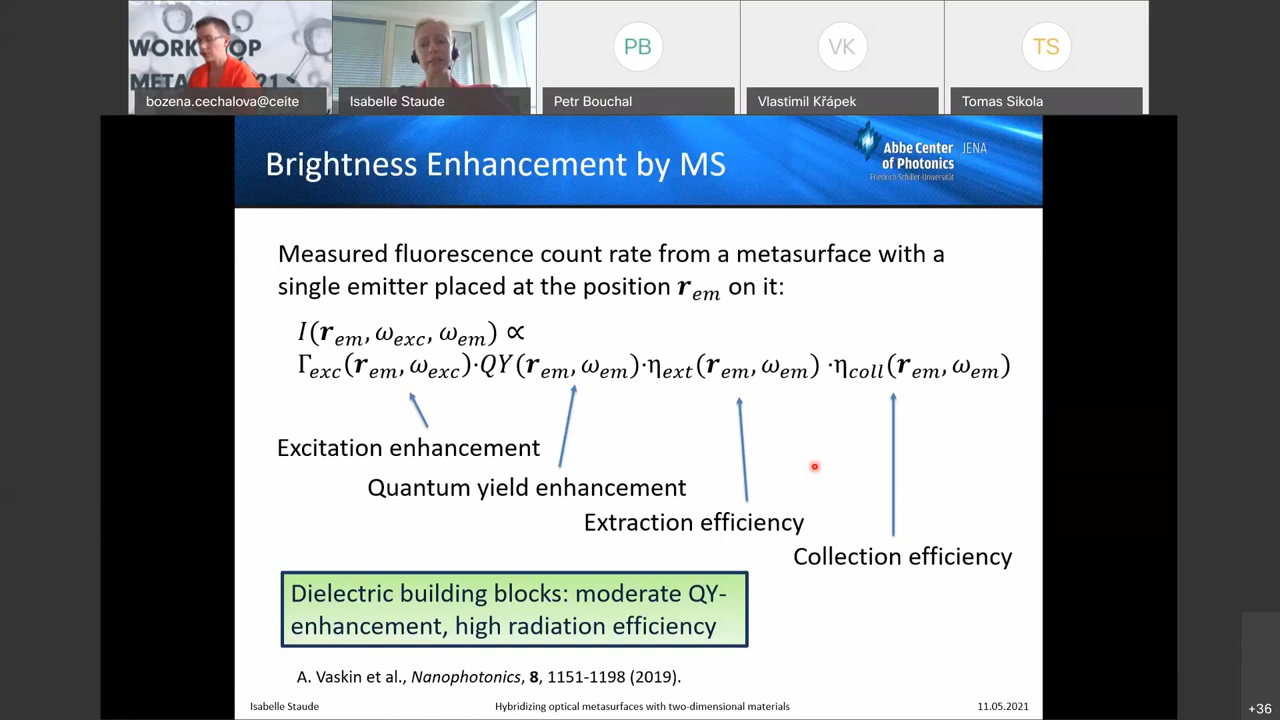 WORKSHOP
bozena.cechalova@ceite
Isabelle Staude
PB
Petr Bouchal
VK
Vlastimil Křápek
TS
Tomas Sikola
Brightness Enhancement by MS
Abbe Center
of Photonics
JENA
Friedrich-Schiller-Universität
Measured fluorescence count rate from a metasurface with a
single emitter placed at the position r_em on it:
I(r_em, ω_exc, ω_em) ∝
Γ_exc(r_em, ω_exc)·QY(r_em, ω_em)·η_ext(r_em, ω_em) ·η_coll(r_em, ω_em)
Excitation enhancement
Quantum yield enhancement
Extraction efficiency
Collection efficiency
Dielectric building blocks: moderate QY-
enhancement, high radiation efficiency
A. Vaskin et al., Nanophotonics, 8, 1151-1198 (2019).
Isabelle Staude
Hybridizing optical metasurfaces with two-dimensional materials
11.05.2021
+36